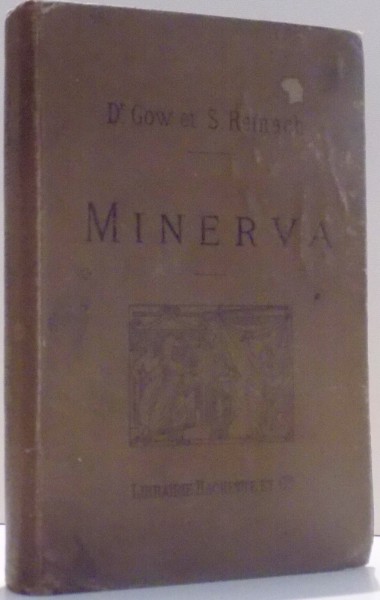 Dr Gow et S. Reinach
MINERVA
LIBRAIRIE HACHETTE ET Cie